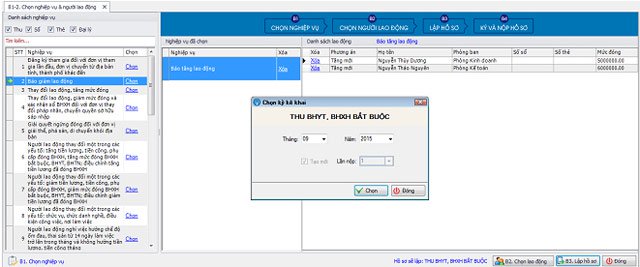 B1-2. Chọn nghiệp vụ & người lao động
Danh sách nghiệp vụ
Thu Sổ Thẻ Đại lý
Tìm kiếm...
STT Nghiệp vụ Chọn
1 Đăng ký tham gia đối với đơn vị tham
gia lần đầu, đơn vị chuyển từ địa bàn
tỉnh, thành phố khác đến Chọn
2 Báo giảm lao động Chọn
3 Thay đổi lao động, tăng mức đóng Chọn
4 Thay đổi lao động, giảm mức đóng và
xác nhận sổ BHXH đối với đơn vị thay
đổi pháp nhân, chuyển quyền sở hữu
sáp nhập Chọn
5 Giải quyết ngừng đóng đối với đơn vị
giải thể, phá sản, di chuyển khỏi địa
bàn Chọn
6 Người lao động thay đổi một trong các
yếu tố: tăng tiền lương, tiền công, phụ
cấp đóng BHXH, tăng mức đóng BHXH
bắt buộc, BHYT, BHTN; điều chỉnh tăng
tiền lương đã đóng BHXH Chọn
7 Người lao động thay đổi một trong các
yếu tố: giảm tiền lương, tiền công, phụ
cấp đóng BHXH, giảm mức đóng BHXH
bắt buộc, BHYT, BHTN; điều chỉnh giảm
tiền lương đã đóng BHXH Chọn
8 Người lao động thay đổi một trong các
yếu tố: chức vụ, chức danh nghề, điều
kiện công việc, nơi làm việc Chọn
9 Người lao động nghỉ việc hưởng chế độ
ốm đau, thai sản từ 14 ngày làm việc
trở lên trong tháng và không hưởng tiền
lương, tiền công tháng Chọn
B1. Chọn nghiệp vụ
B1 B2 B3 B4
CHỌN NGHIỆP VỤ CHỌN NGƯỜI LAO ĐỘNG LẬP HỒ SƠ KÝ VÀ NỘP HỒ SƠ
Nghiệp vụ đã chọn
Nghiệp vụ Xóa
Báo tăng lao động Xóa
Danh sách lao động Báo tăng lao động
Xóa Phương án Họ tên Phòng ban Số sổ Số thẻ Mức đóng
Xóa Tăng mới Nguyễn Thùy Dương Phòng Kinh doanh 5000000.00
Xóa Tăng mới Nguyễn Thảo Nguyên Phòng Kế toán 6000000.00
Chọn kỳ kê khai
THU BHYT, BHXH BẮT BUỘC
Tháng: 09 Năm: 2015
Tạo mới Lần nộp: 1
Chọn Đóng
Hồ sơ sẽ lập: THU BHYT, BHXH BẮT BUỘC B2. Chọn lao động B3. Lập hồ sơ Đóng